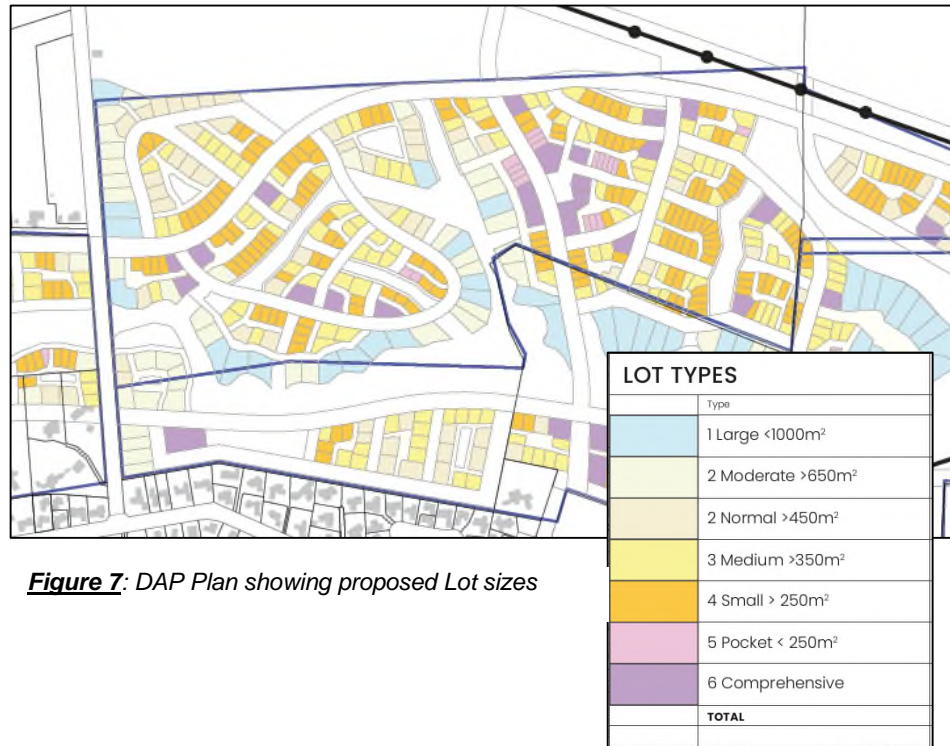 LOT TYPES
Type
1 Large <1000m²
2 Moderate >650m²
2 Normal >450m²
3 Medium >350m²
4 Small > 250m²
5 Pocket < 250m²
6 Comprehensive
TOTAL
Figure 7: DAP Plan showing proposed Lot sizes